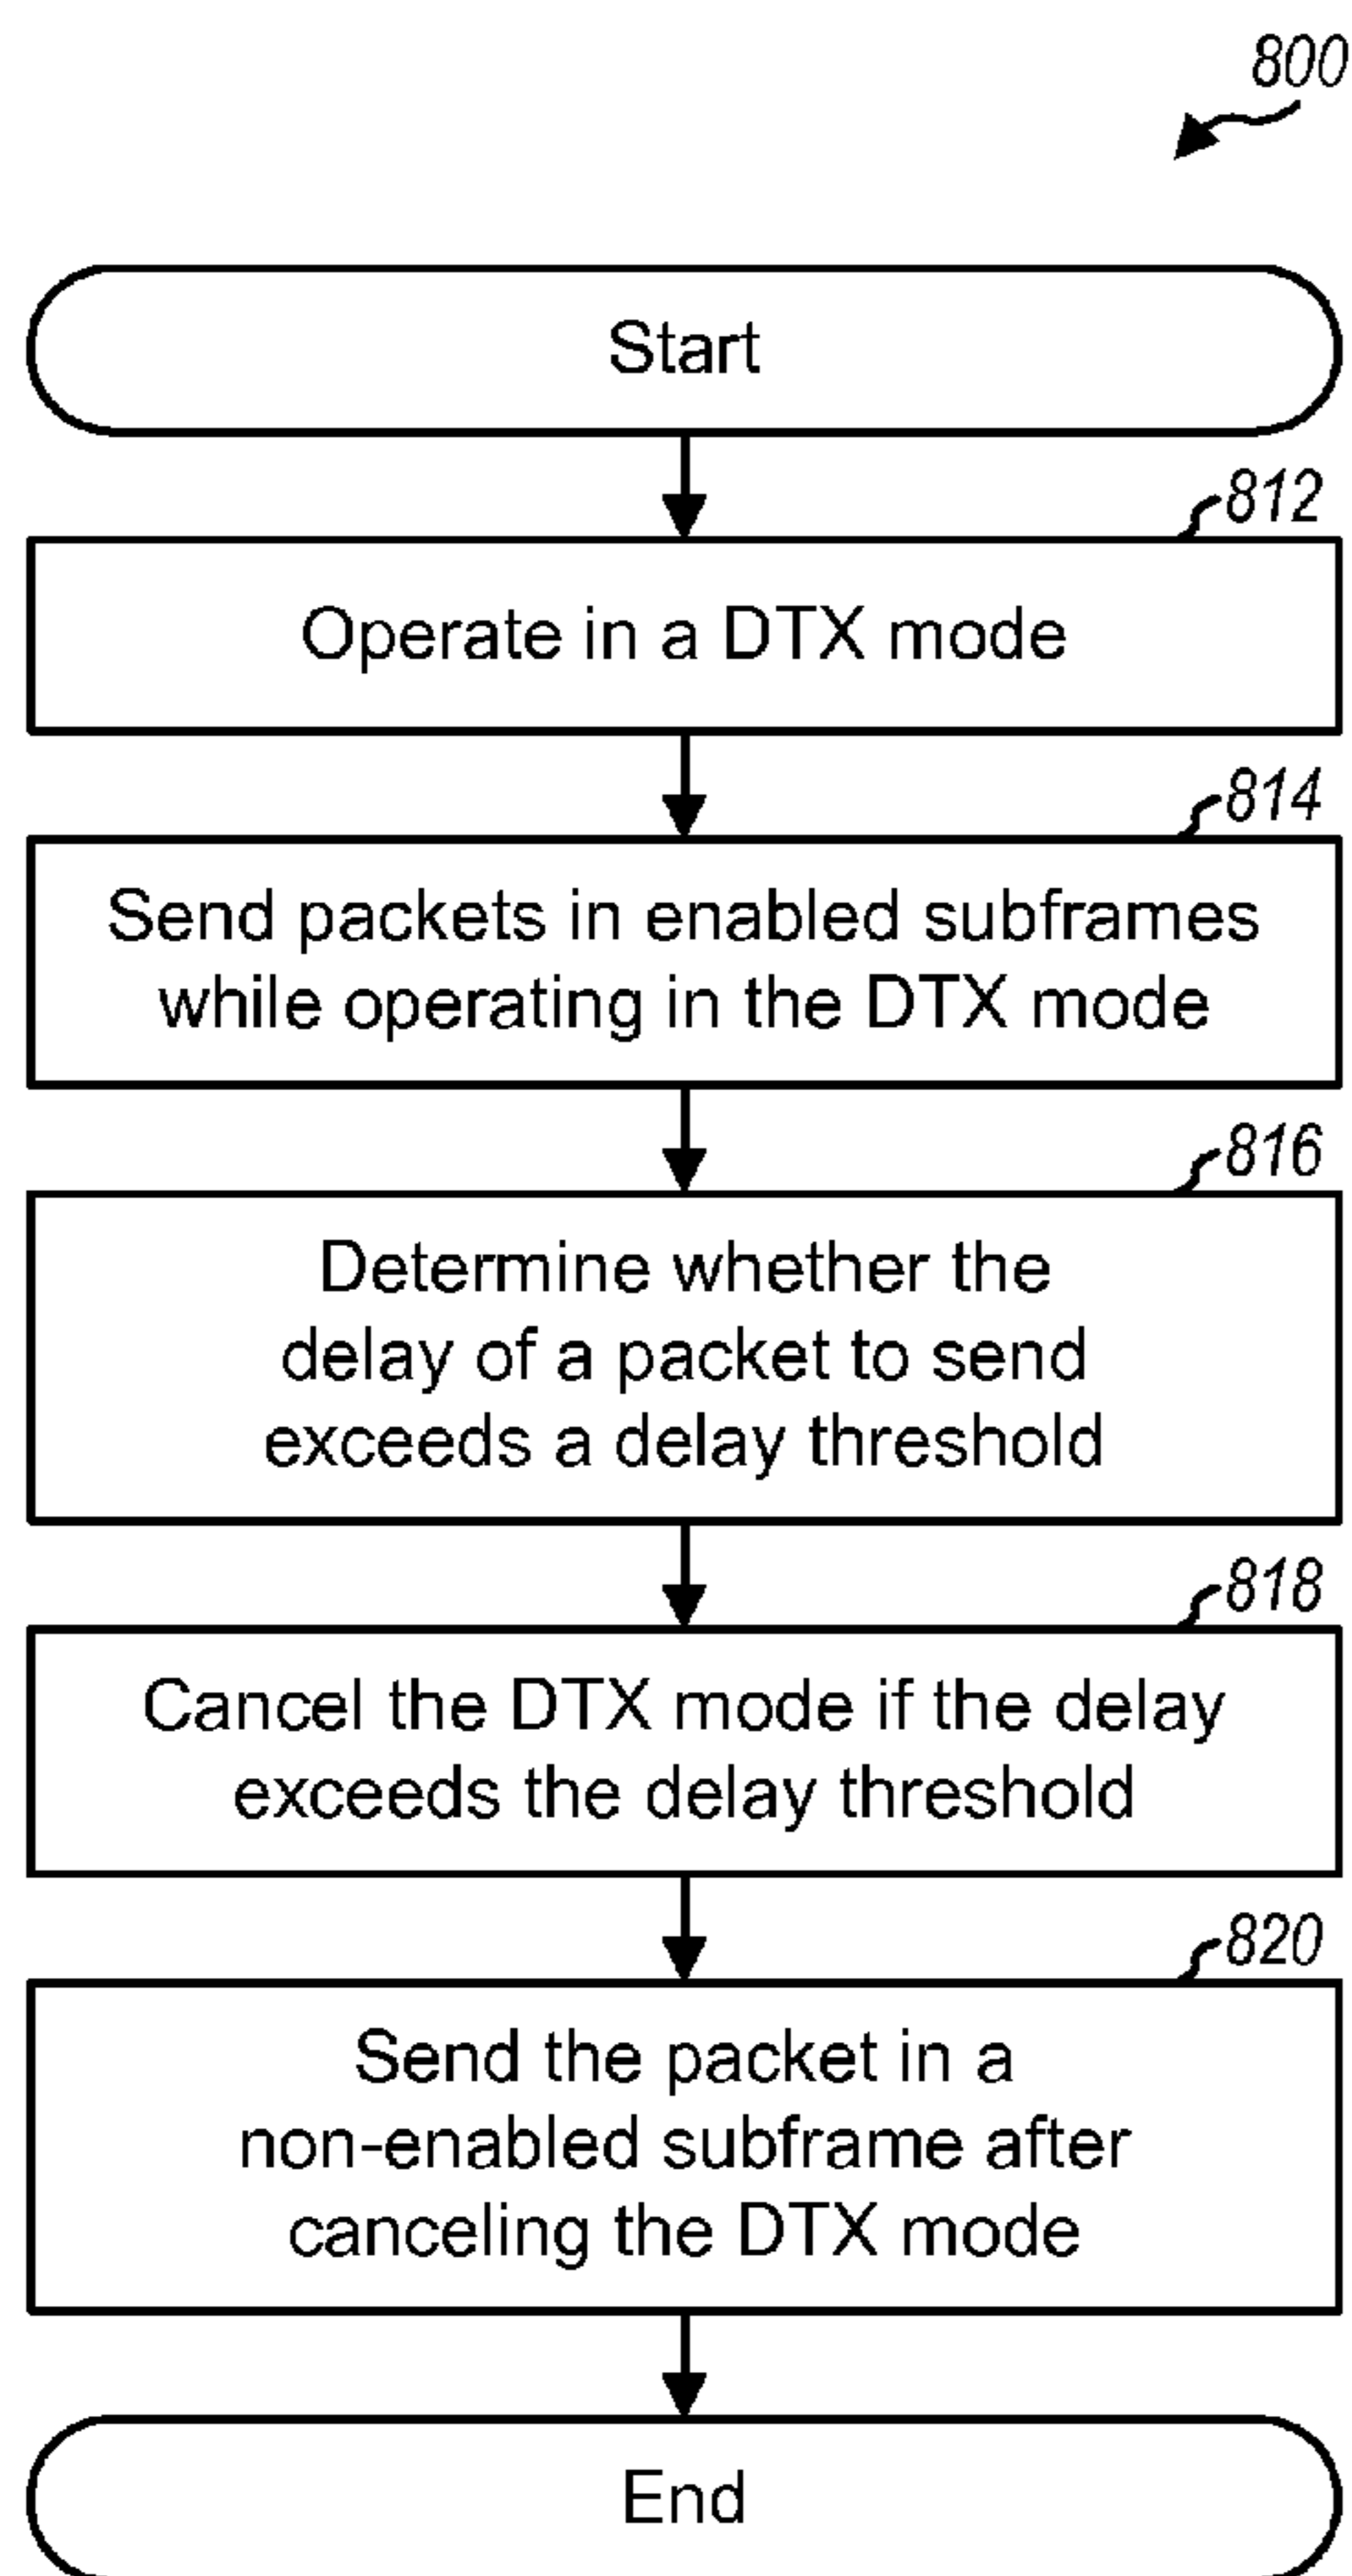 800
Start
812
Operate in a DTX mode
814
Send packets in enabled subframes
while operating in the DTX mode
816
Determine whether the
delay of a packet to send
exceeds a delay threshold
818
Cancel the DTX mode if the delay
exceeds the delay threshold
820
Send the packet in a
non-enabled subframe after
canceling the DTX mode
End